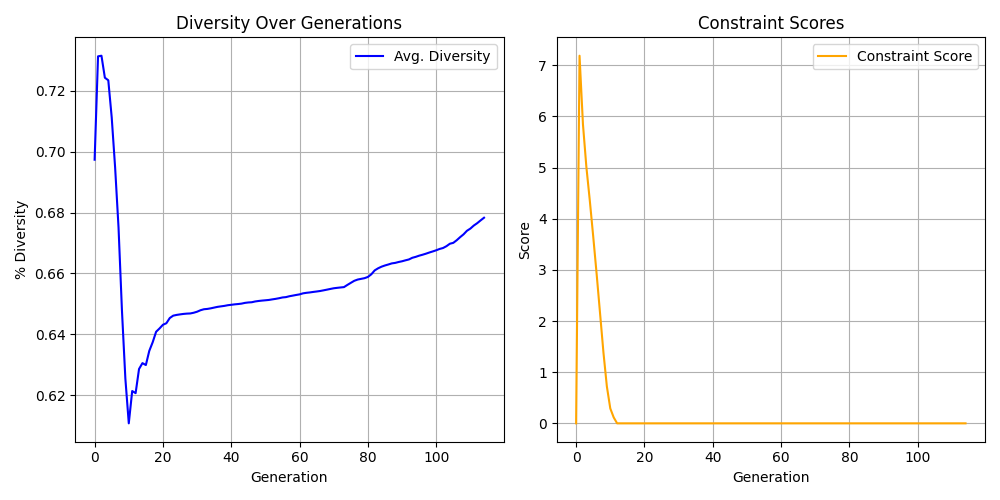 Diversity Over Generations
Avg. Diversity
% Diversity
0.72
0.70
0.68
0.66
0.64
0.62
0 20 40 60 80 100
Generation
Constraint Scores
Constraint Score
Score
7
6
5
4
3
2
1
0
0 20 40 60 80 100
Generation